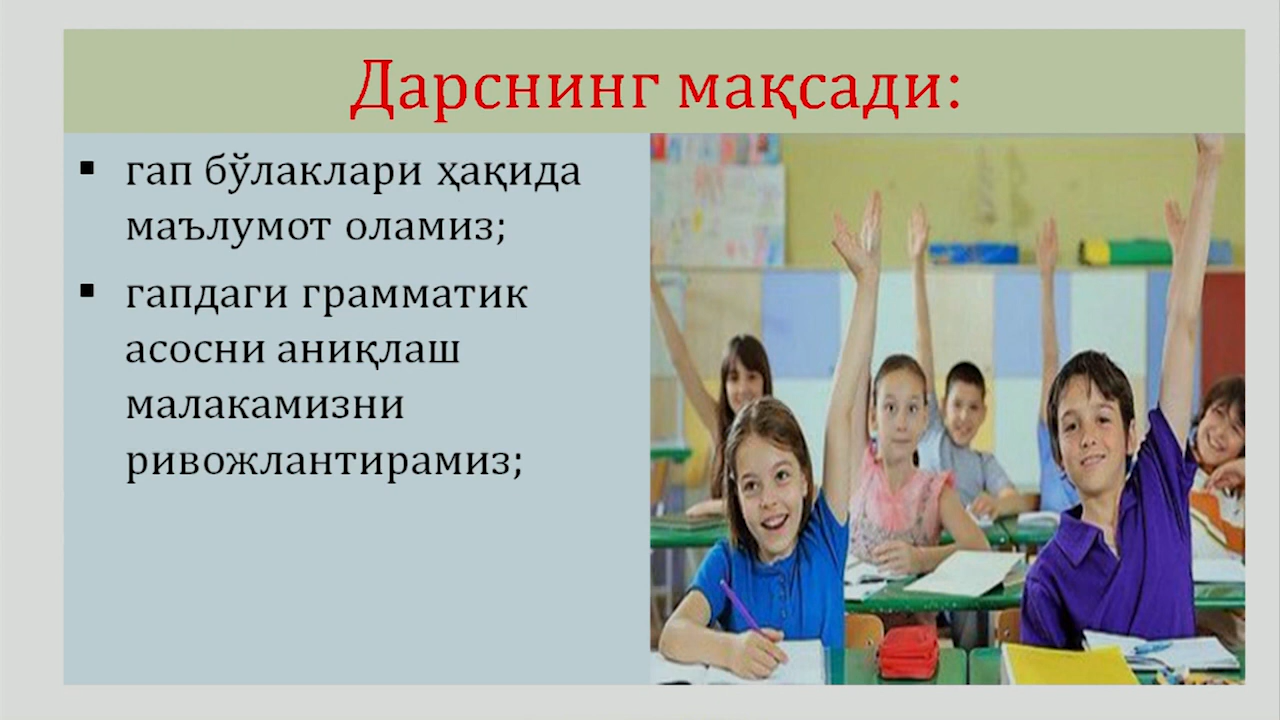 Дарснинг мақсади:
▪ гап бўлаклари ҳақида
маълумот оламиз;
▪ гапдаги грамматик
асосни аниқлаш
малакамизни
ривожлантирамиз;